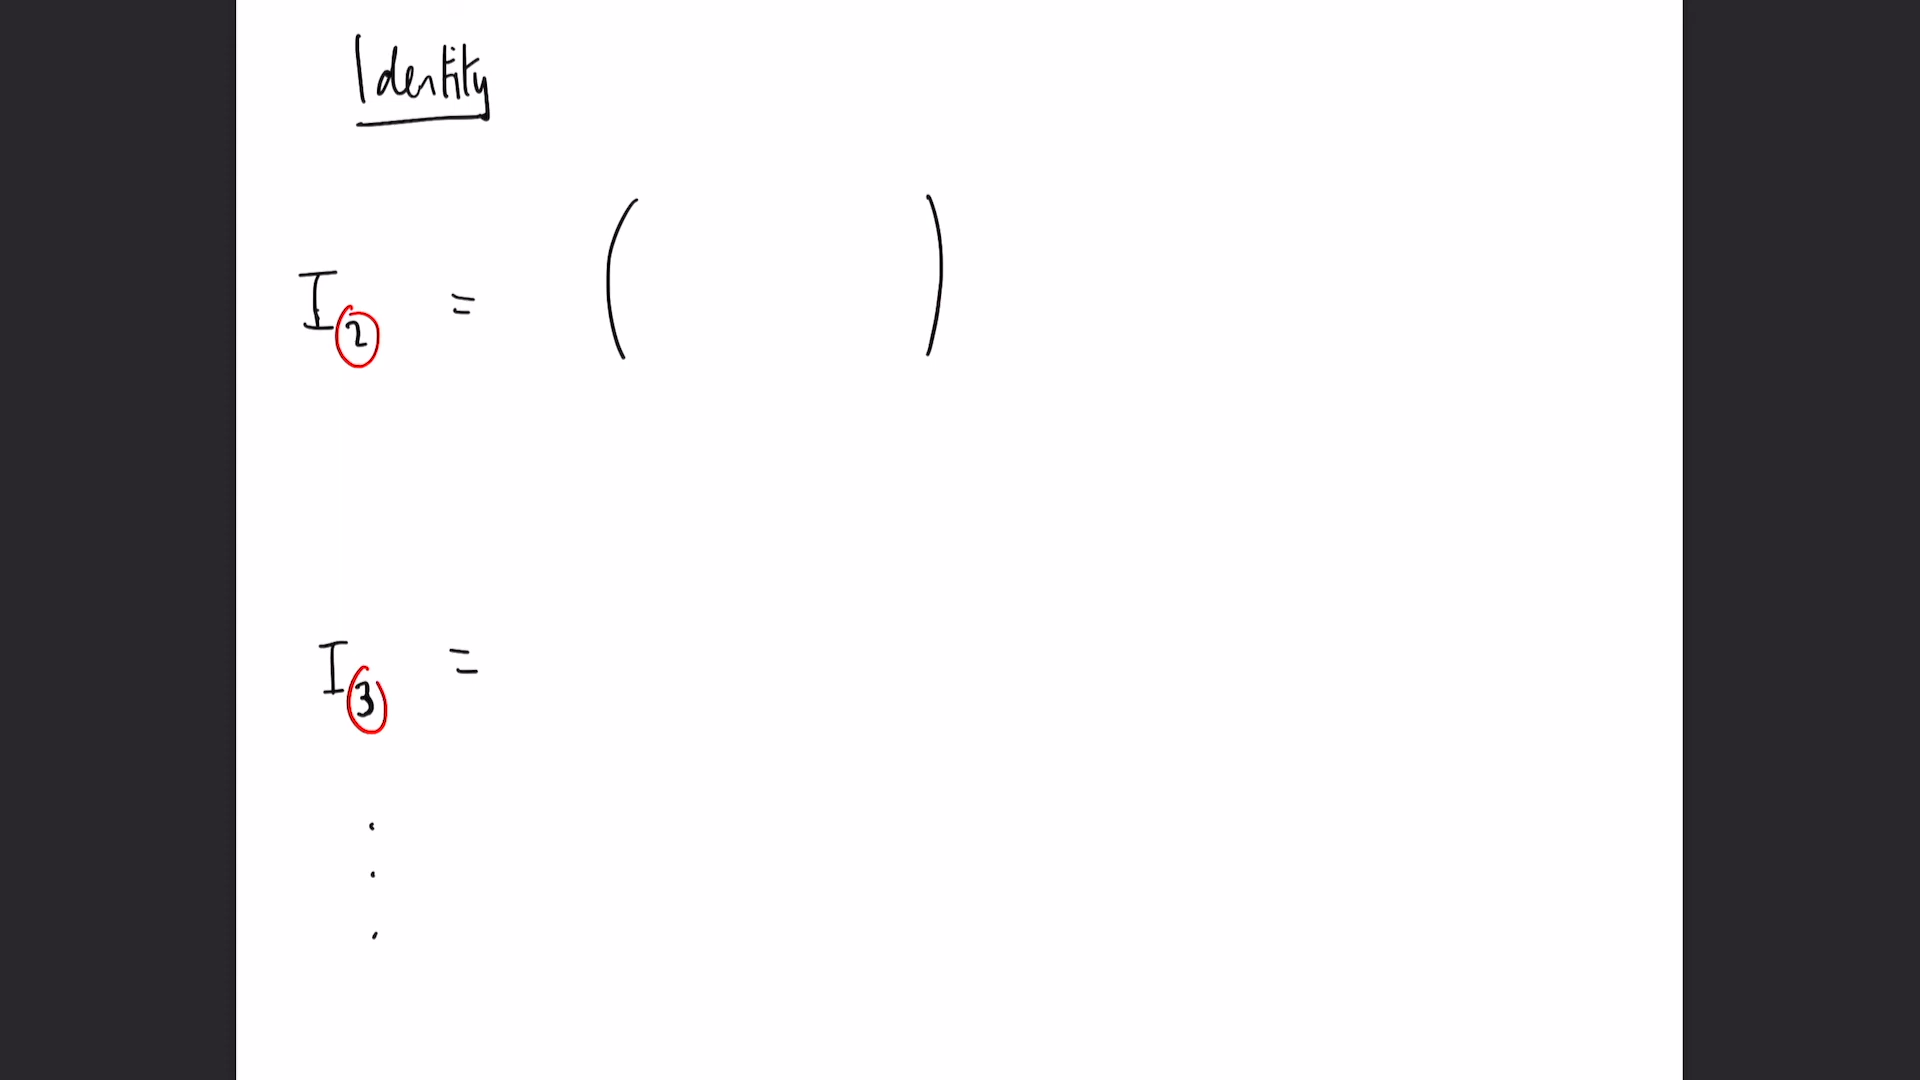 Identity
I₂ = ( )
I₃ =
.
.
.